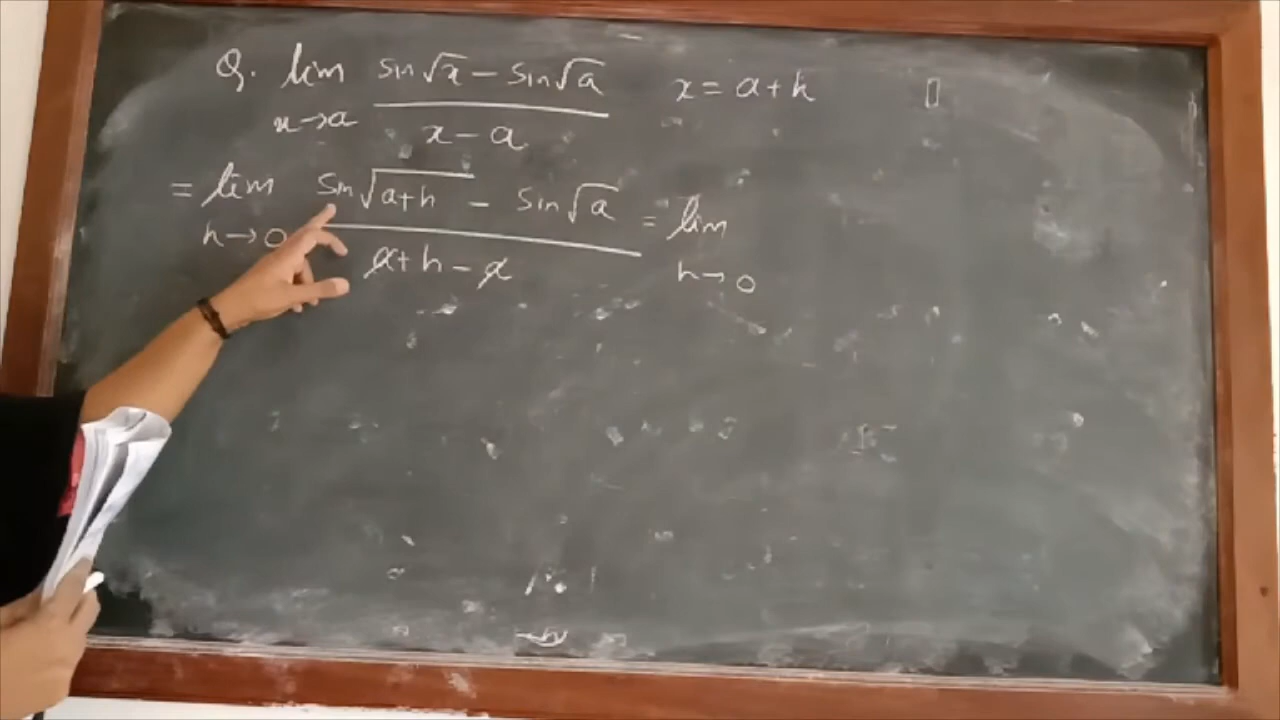 Q. lim sin√x − sin√a x = a + h
x→a x − a
= lim sin√a+h − sin√a = lim
h→0 a + h − a h→0